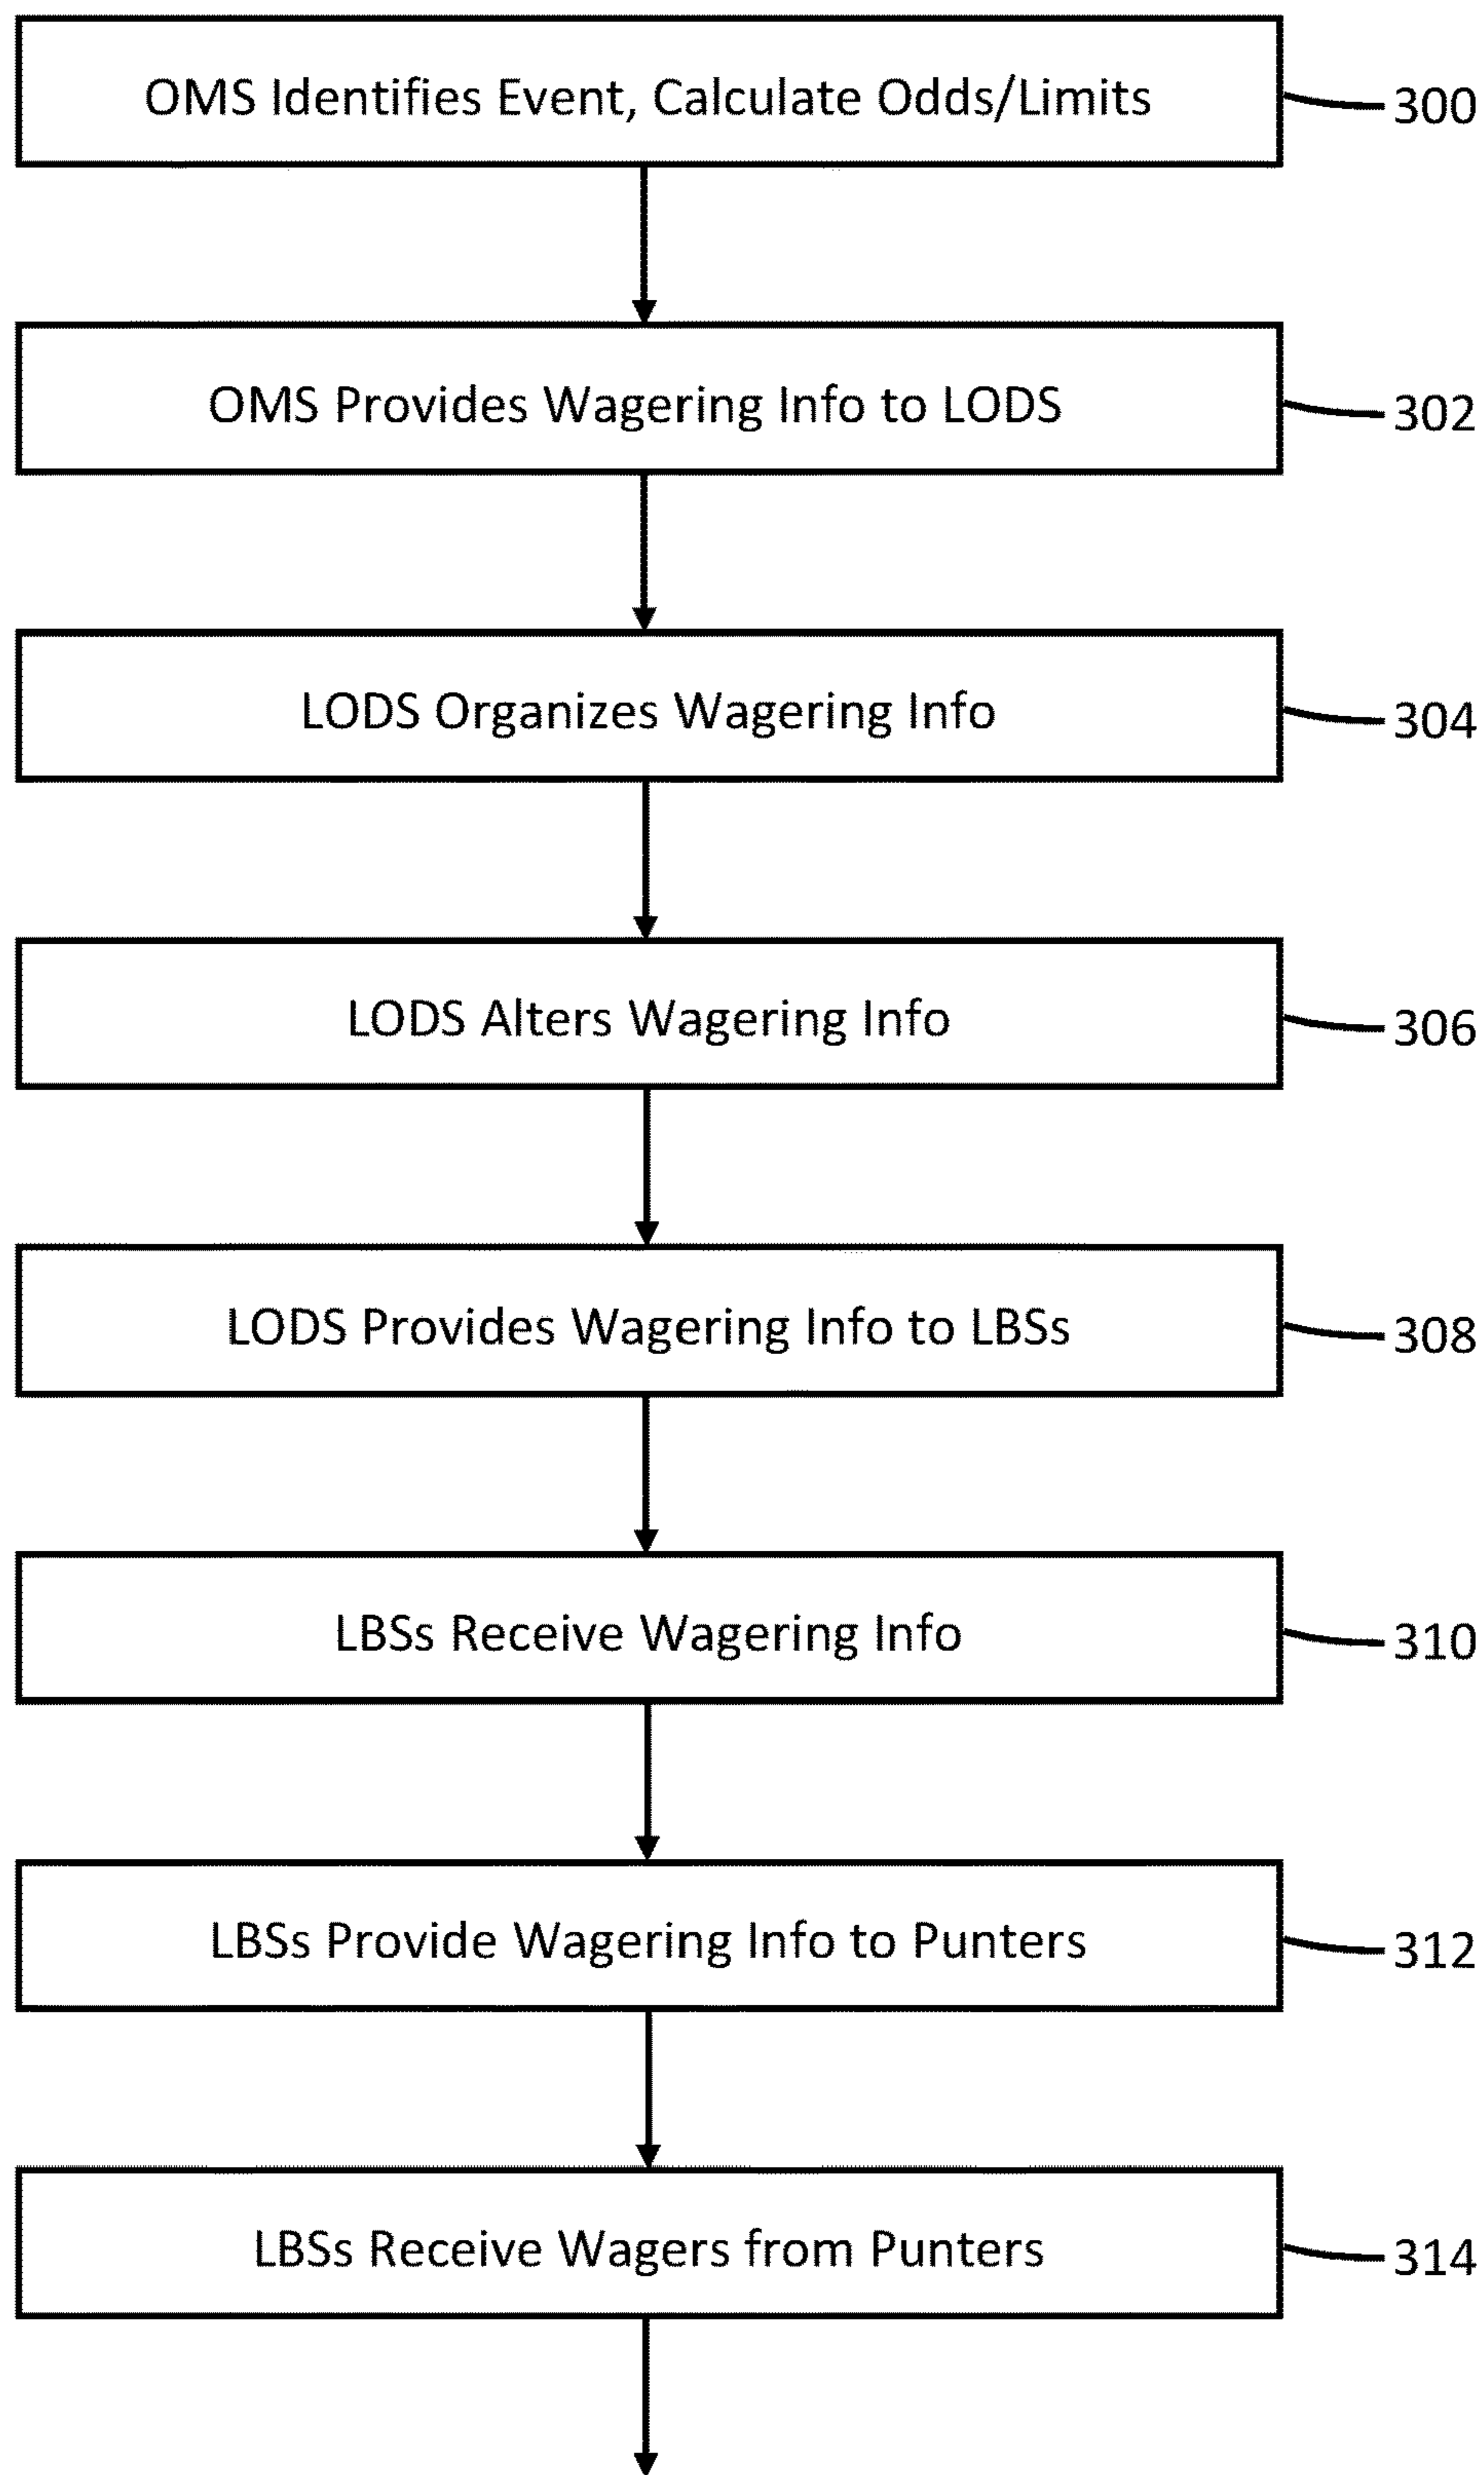 OMS Identifies Event, Calculate Odds/Limits
300
OMS Provides Wagering Info to LODS
302
LODS Organizes Wagering Info
304
LODS Alters Wagering Info
306
LODS Provides Wagering Info to LBSs
308
LBSs Receive Wagering Info
310
LBSs Provide Wagering Info to Punters
312
LBSs Receive Wagers from Punters
314